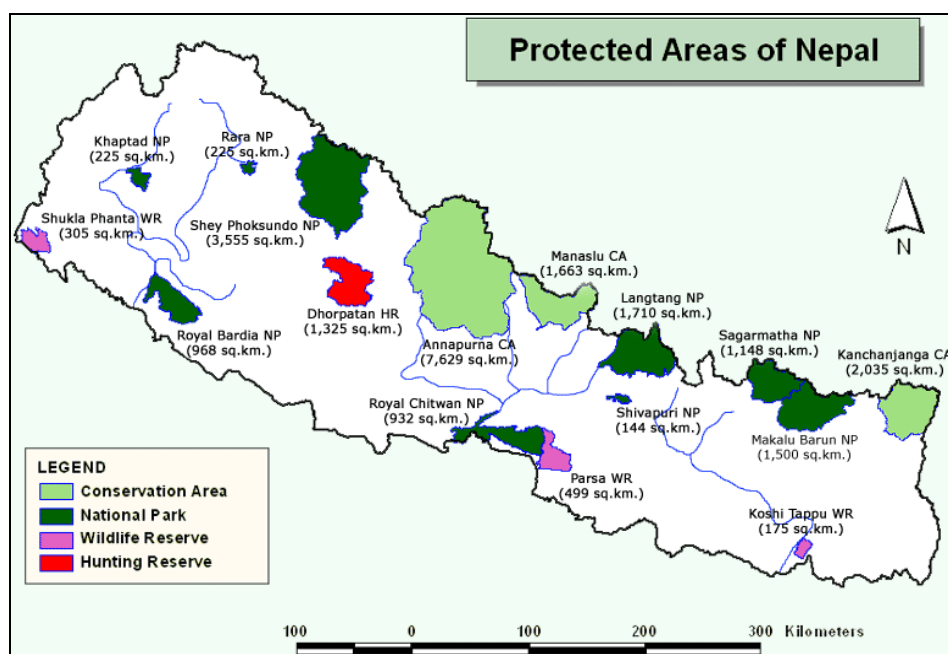 Protected Areas of Nepal
Khaptad NP
(225 sq.km.)
Rara NP
(225 sq.km.)
Shukla Phanta WR
(305 sq.km.)
Shey Phoksundo NP
(3,555 sq.km.)
N
Manaslu CA
(1,663 sq.km.)
Langtang NP
(1,710 sq.km.)
Dhorpatan HR
(1,325 sq.km.)
Royal Bardia NP
(968 sq.km.)
Annapurna CA
(7,629 sq.km.)
Sagarmatha NP
(1,148 sq.km.)
Kanchanjanga CA
(2,035 sq.km.)
Royal Chitwan NP
(932 sq.km.)
Shivapuri NP
(144 sq.km.)
Makalu Barun NP
(1,500 sq.km.)
Parsa WR
(499 sq.km.)
Koshi Tappu WR
(175 sq.km.)
LEGEND
Conservation Area
National Park
Wildlife Reserve
Hunting Reserve
100 0 100 200 300 Kilometers